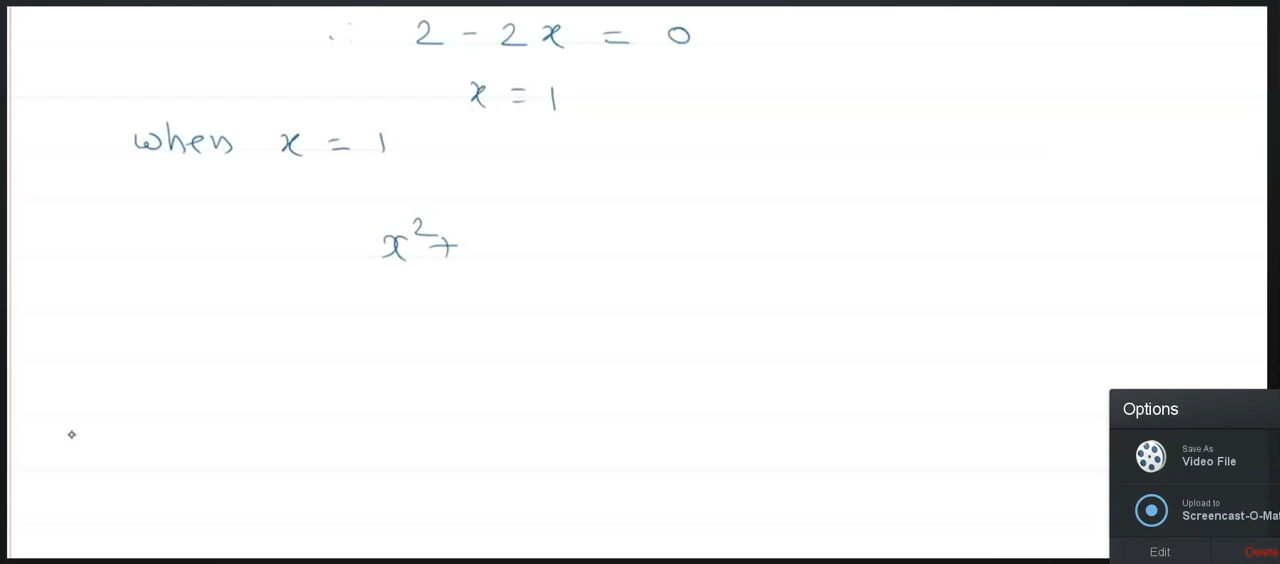 ∴ 2 - 2x = 0
x = 1
when x = 1
x² +
Options
Save As
Video File
Upload to
Screencast-O-Mat
Edit
Delete